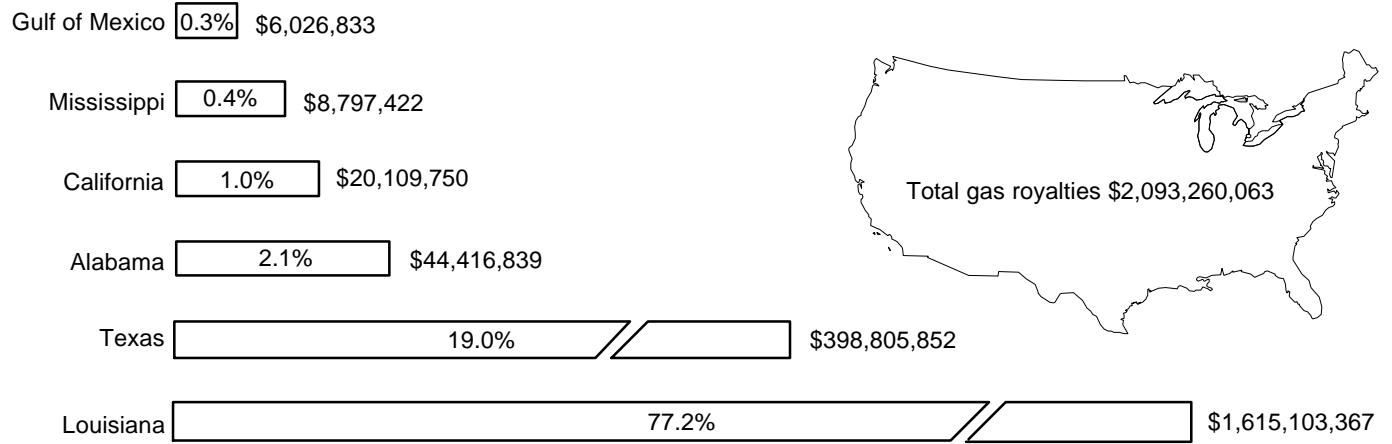 Gulf of Mexico 0.3% $6,026,833
Mississippi 0.4% $8,797,422
California 1.0% $20,109,750
Total gas royalties $2,093,260,063
Alabama 2.1% $44,416,839
Texas 19.0% $398,805,852
Louisiana 77.2% $1,615,103,367